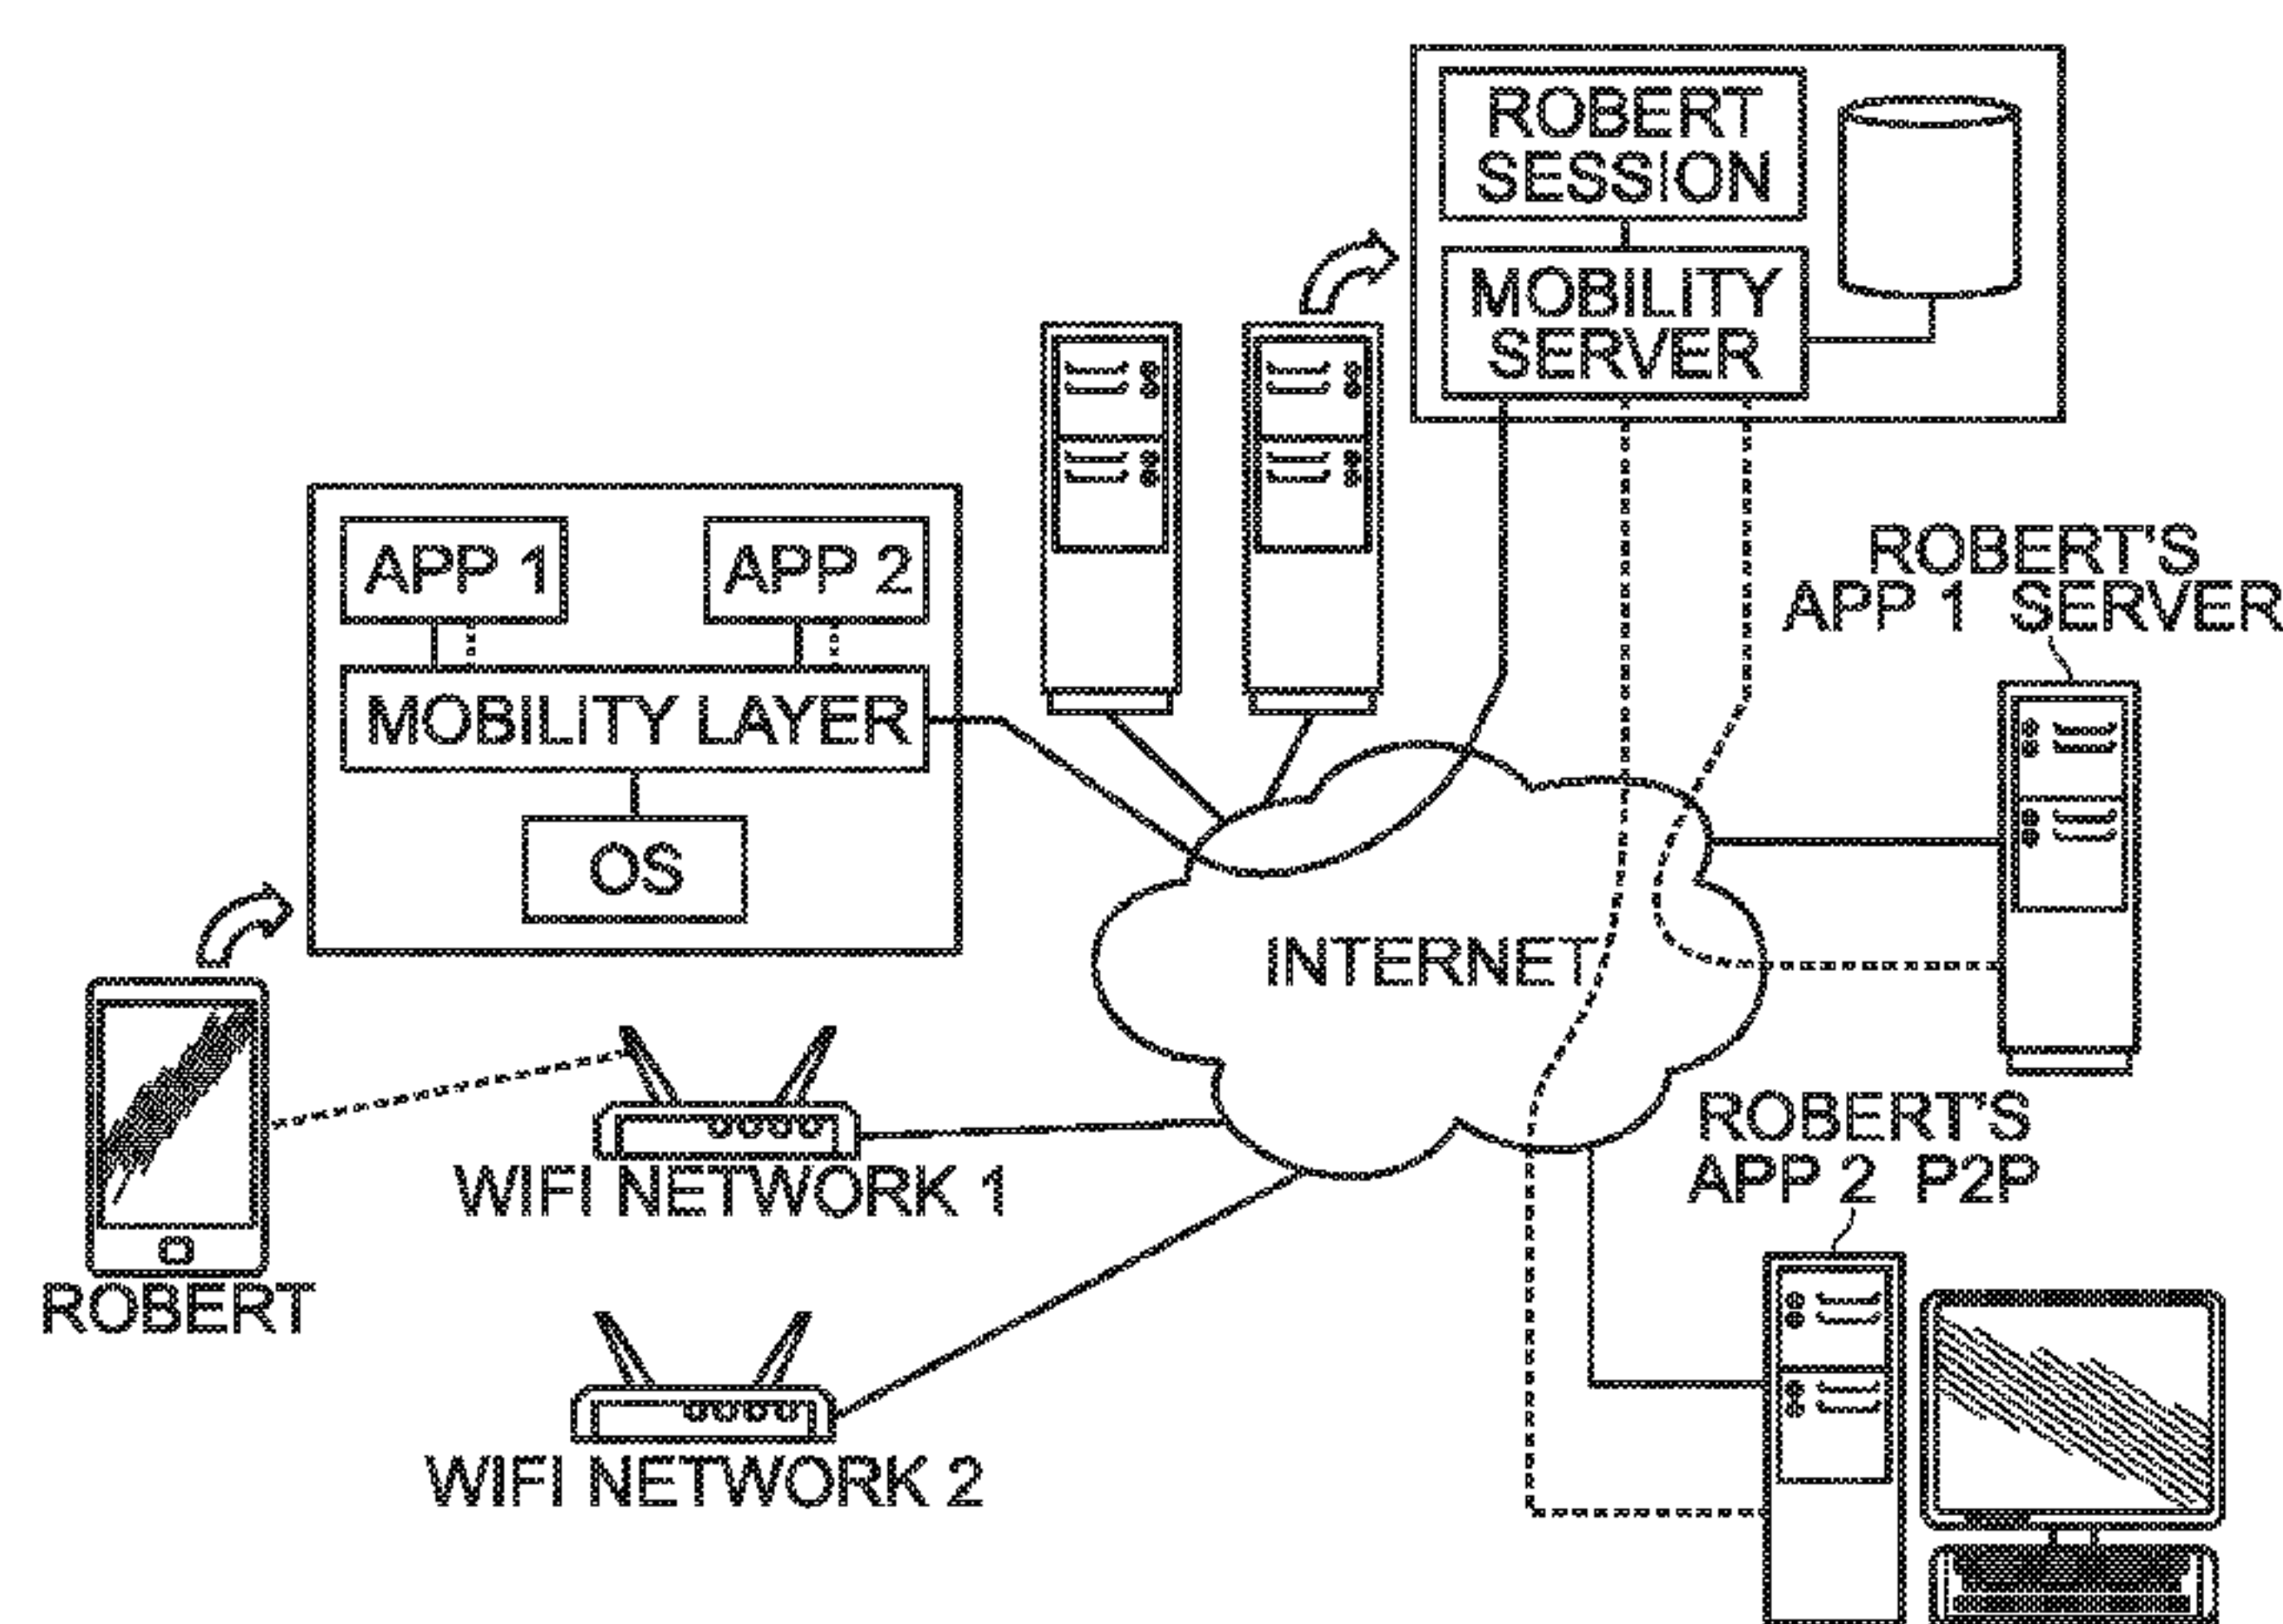 ROBERT
SESSION
MOBILITY
SERVER
APP 1
APP 2
MOBILITY LAYER
OS
ROBERT'S
APP 1 SERVER
INTERNET
ROBERT
WIFI NETWORK 1
WIFI NETWORK 2
ROBERT'S
APP 2 P2P